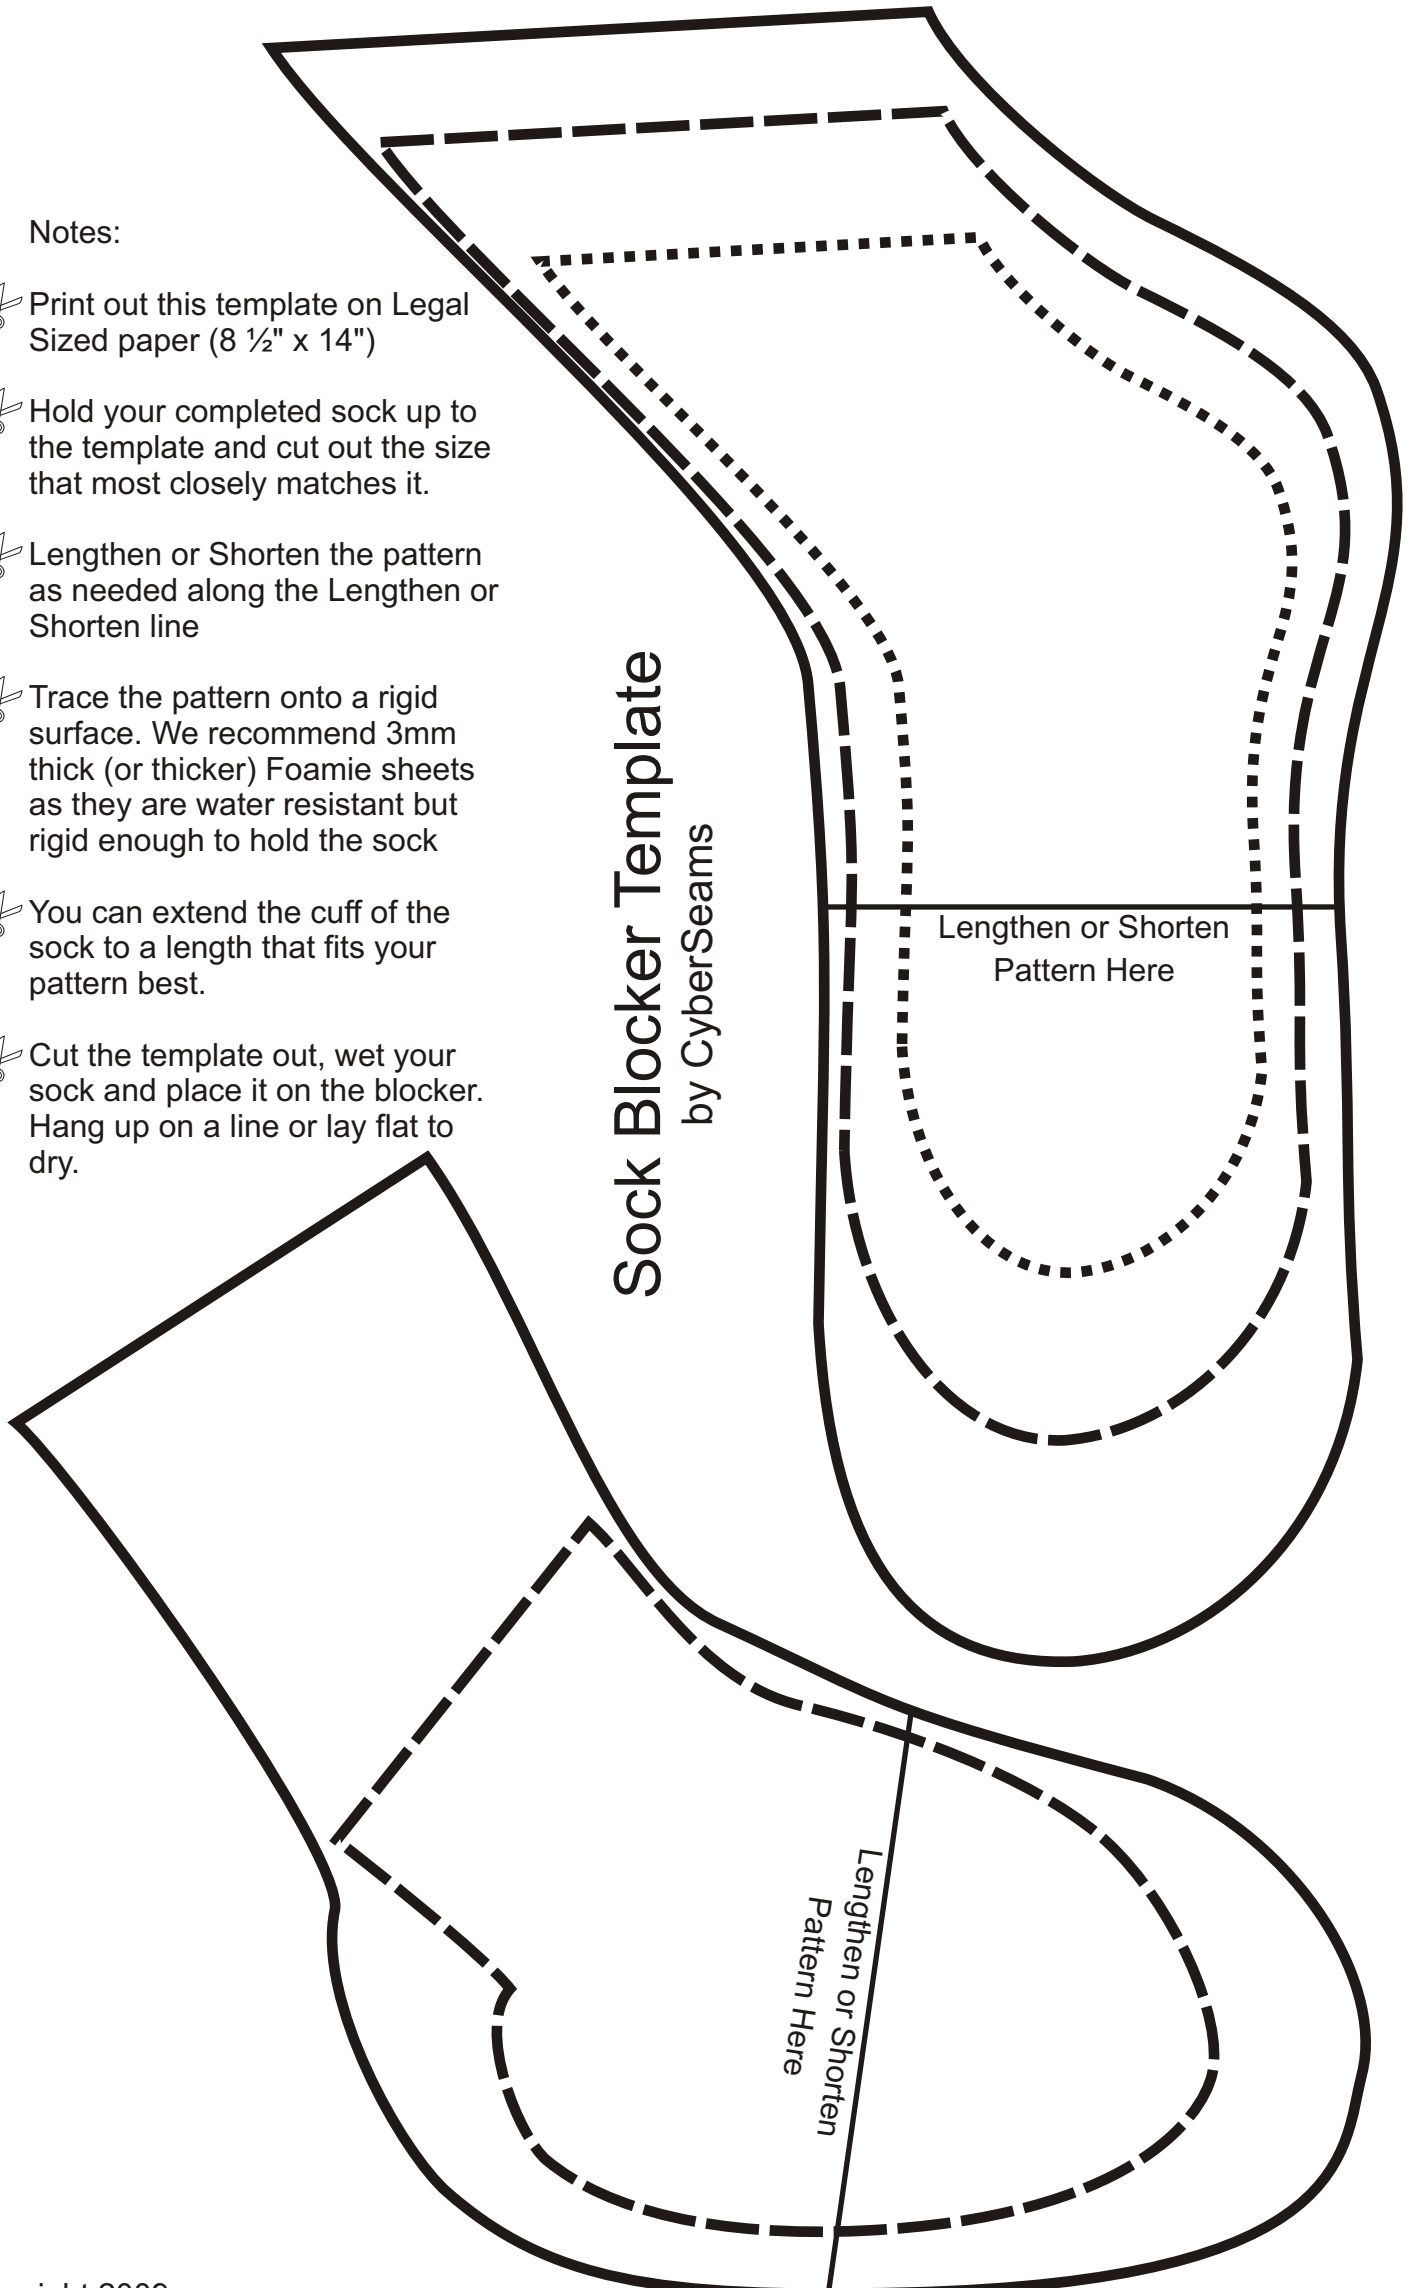 Notes:
Print out this template on Legal
Sized paper (8 ½" x 14")
Hold your completed sock up to
the template and cut out the size
that most closely matches it.
Lengthen or Shorten the pattern
as needed along the Lengthen or
Shorten line
Trace the pattern onto a rigid
surface. We recommend 3mm
thick (or thicker) Foamie sheets
as they are water resistant but
rigid enough to hold the sock
You can extend the cuff of the
sock to a length that fits your
pattern best.
Cut the template out, wet your
sock and place it on the blocker.
Hang up on a line or lay flat to
dry.
Sock Blocker Template
by CyberSeams
Lengthen or Shorten
Pattern Here
Lengthen or Shorten
Pattern Here